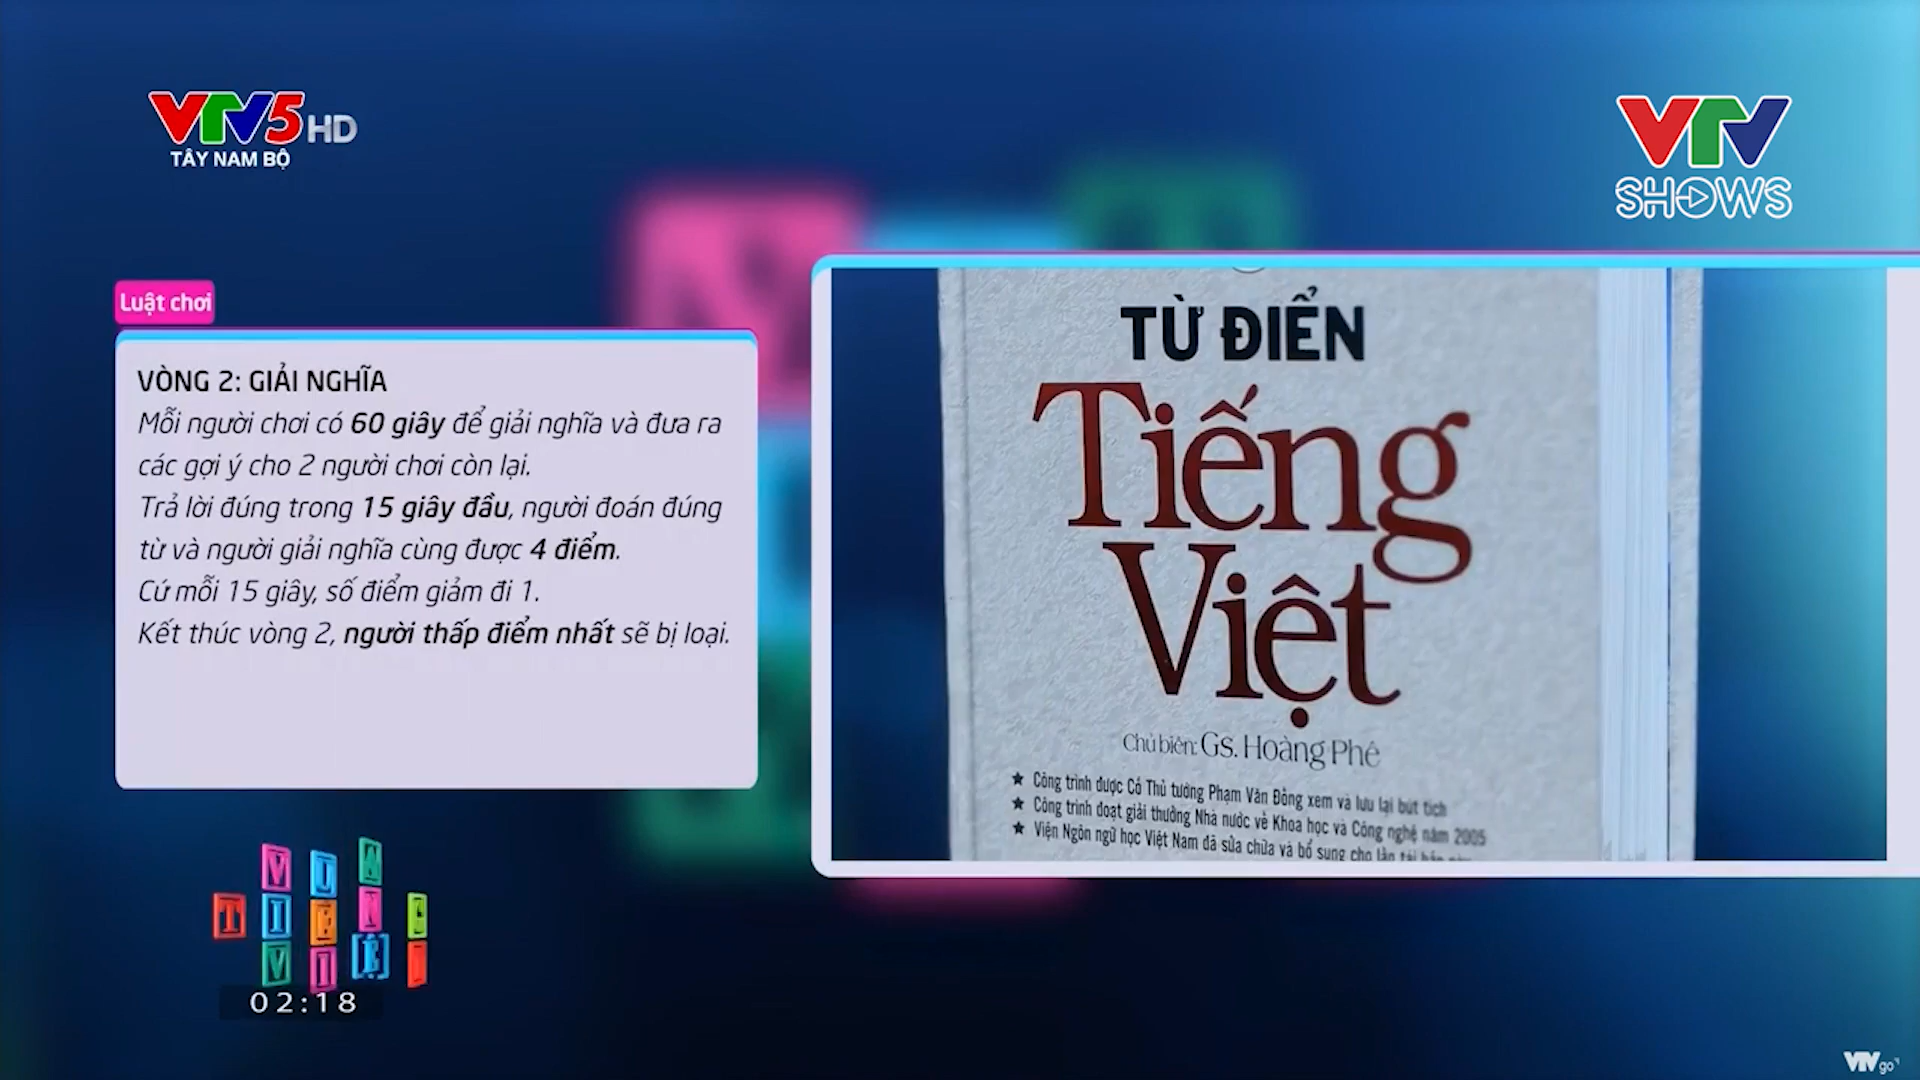 VTV5 HD
TÂY NAM BỘ
VTV
SHOWS
Luật chơi
VÒNG 2: GIẢI NGHĨA
Mỗi người chơi có 60 giây để giải nghĩa và đưa ra
các gợi ý cho 2 người chơi còn lại.
Trả lời đúng trong 15 giây đầu, người đoán đúng
từ và người giải nghĩa cùng được 4 điểm.
Cứ mỗi 15 giây, số điểm giảm đi 1.
Kết thúc vòng 2, người thấp điểm nhất sẽ bị loại.
TỪ ĐIỂN
Tiếng
Việt
Chủ biên: Gs. Hoàng Phê
★ Công trình được Cố Thủ tướng Phạm Văn Đồng xem và lưu lại bút tích
★ Công trình đoạt giải thưởng Nhà nước về Khoa học và Công nghệ năm 2005
★ Viện Ngôn ngữ học Việt Nam đã sửa chữa và bổ sung cho lần tái bản
02:18
VTV go